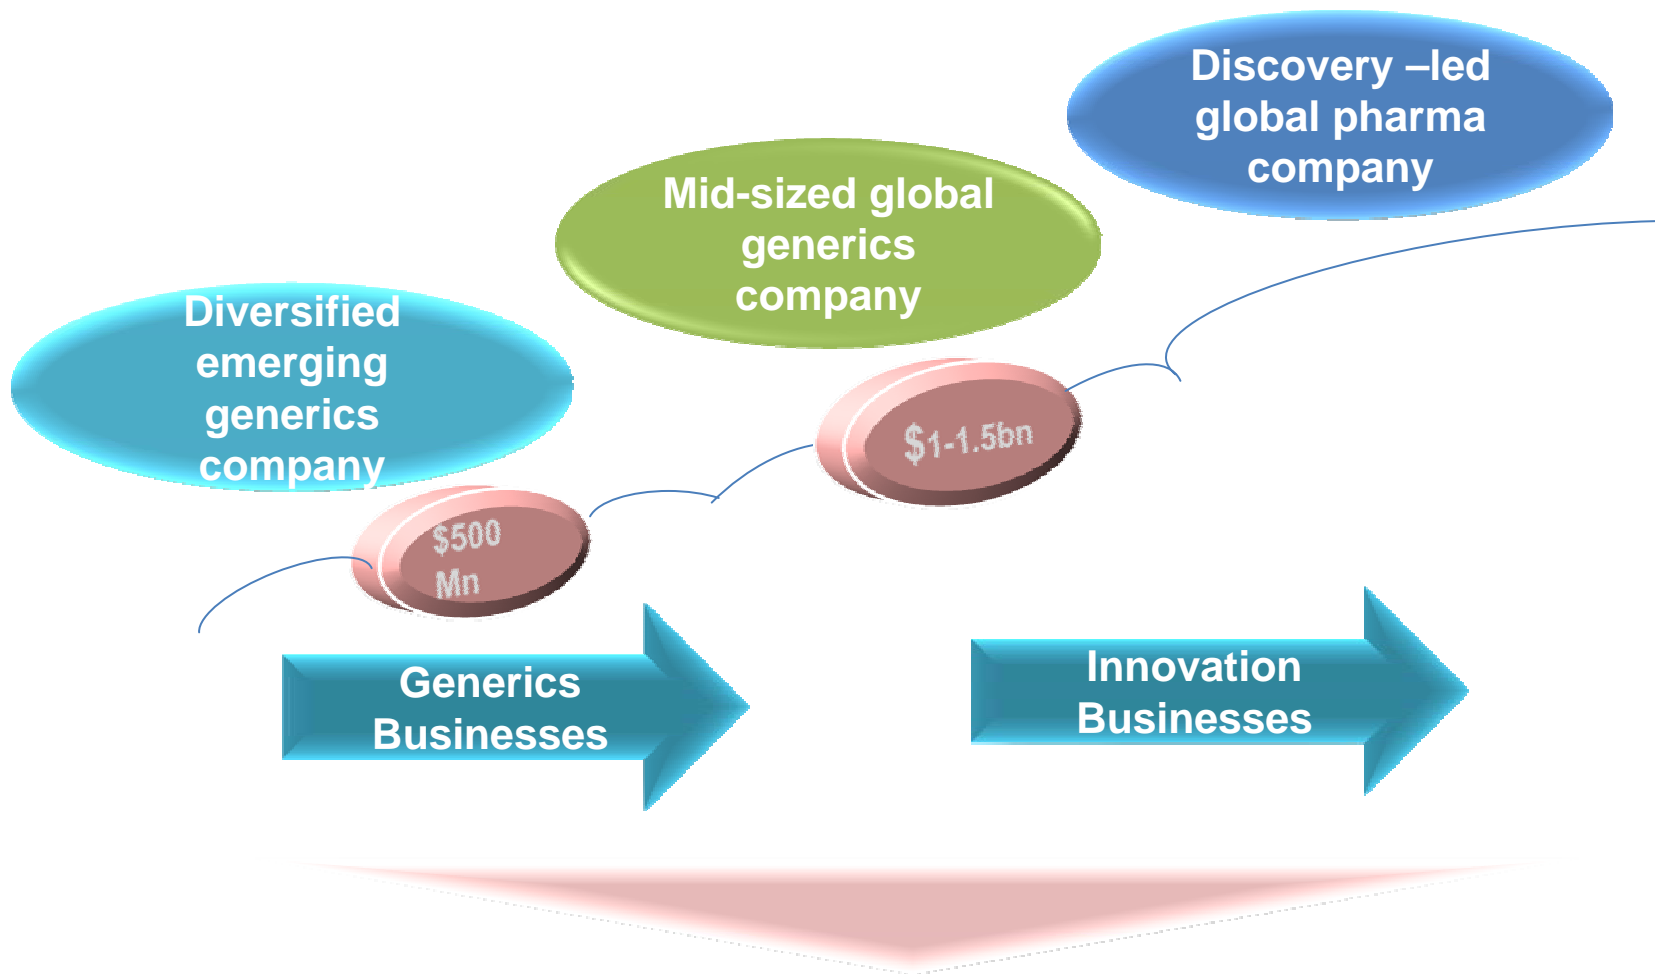 Discovery –led
global pharma
company
Mid-sized global
generics
company
Diversified
emerging
generics
company
$1-1.5bn
$500
Mn
Generics
Businesses
Innovation
Businesses